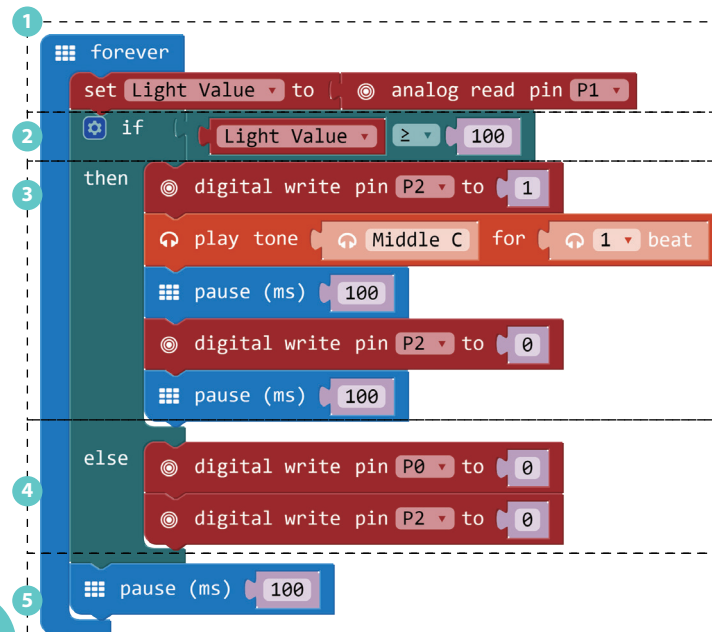 1
forever
set Light Value to analog read pin P1
2
if Light Value ≥ 100
3
then digital write pin P2 to 1
play tone Middle C for 1 beat
pause (ms) 100
digital write pin P2 to 0
pause (ms) 100
4
else digital write pin P0 to 0
digital write pin P2 to 0
5
pause (ms) 100